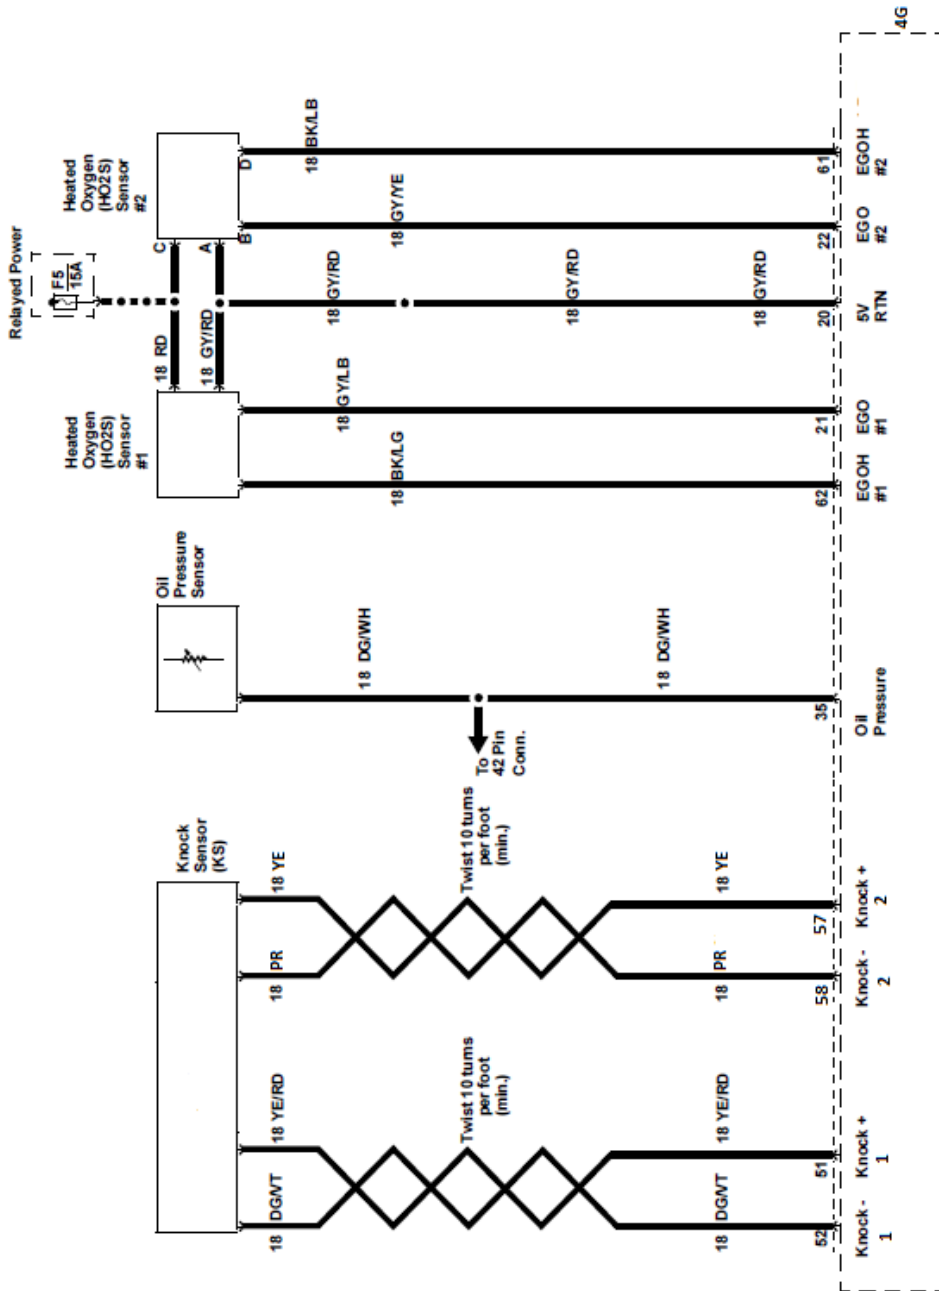 4G
Relayed Power
F5
15A
Heated
Oxygen
(HO2S)
Sensor
#2
C
A
D
B
18 BK/LB
18 GY/YE
18 RD
18 GY/RD
18 GY/RD
18 GY/RD
18 GY/RD
61
22
20
EGOH
#2
EGO
#2
5V
RTN
Heated
Oxygen
(HO2S)
Sensor
#1
18 GY/LB
18 BK/LG
21
62
EGO
#1
EGOH
#1
Oil
Pressure
Sensor
18 DG/WH
18 DG/WH
To
42 Pin
Conn.
35
Oil
Pressure
Knock
Sensor
(KS)
18 YE
18 PR
Twist 10 turns
per foot
(min.)
18 YE
18 PR
57
58
Knock +
2
Knock -
2
18 YE/RD
18 DG/VT
Twist 10 turns
per foot
(min.)
18 YE/RD
18 DG/VT
51
52
Knock +
1
Knock -
1